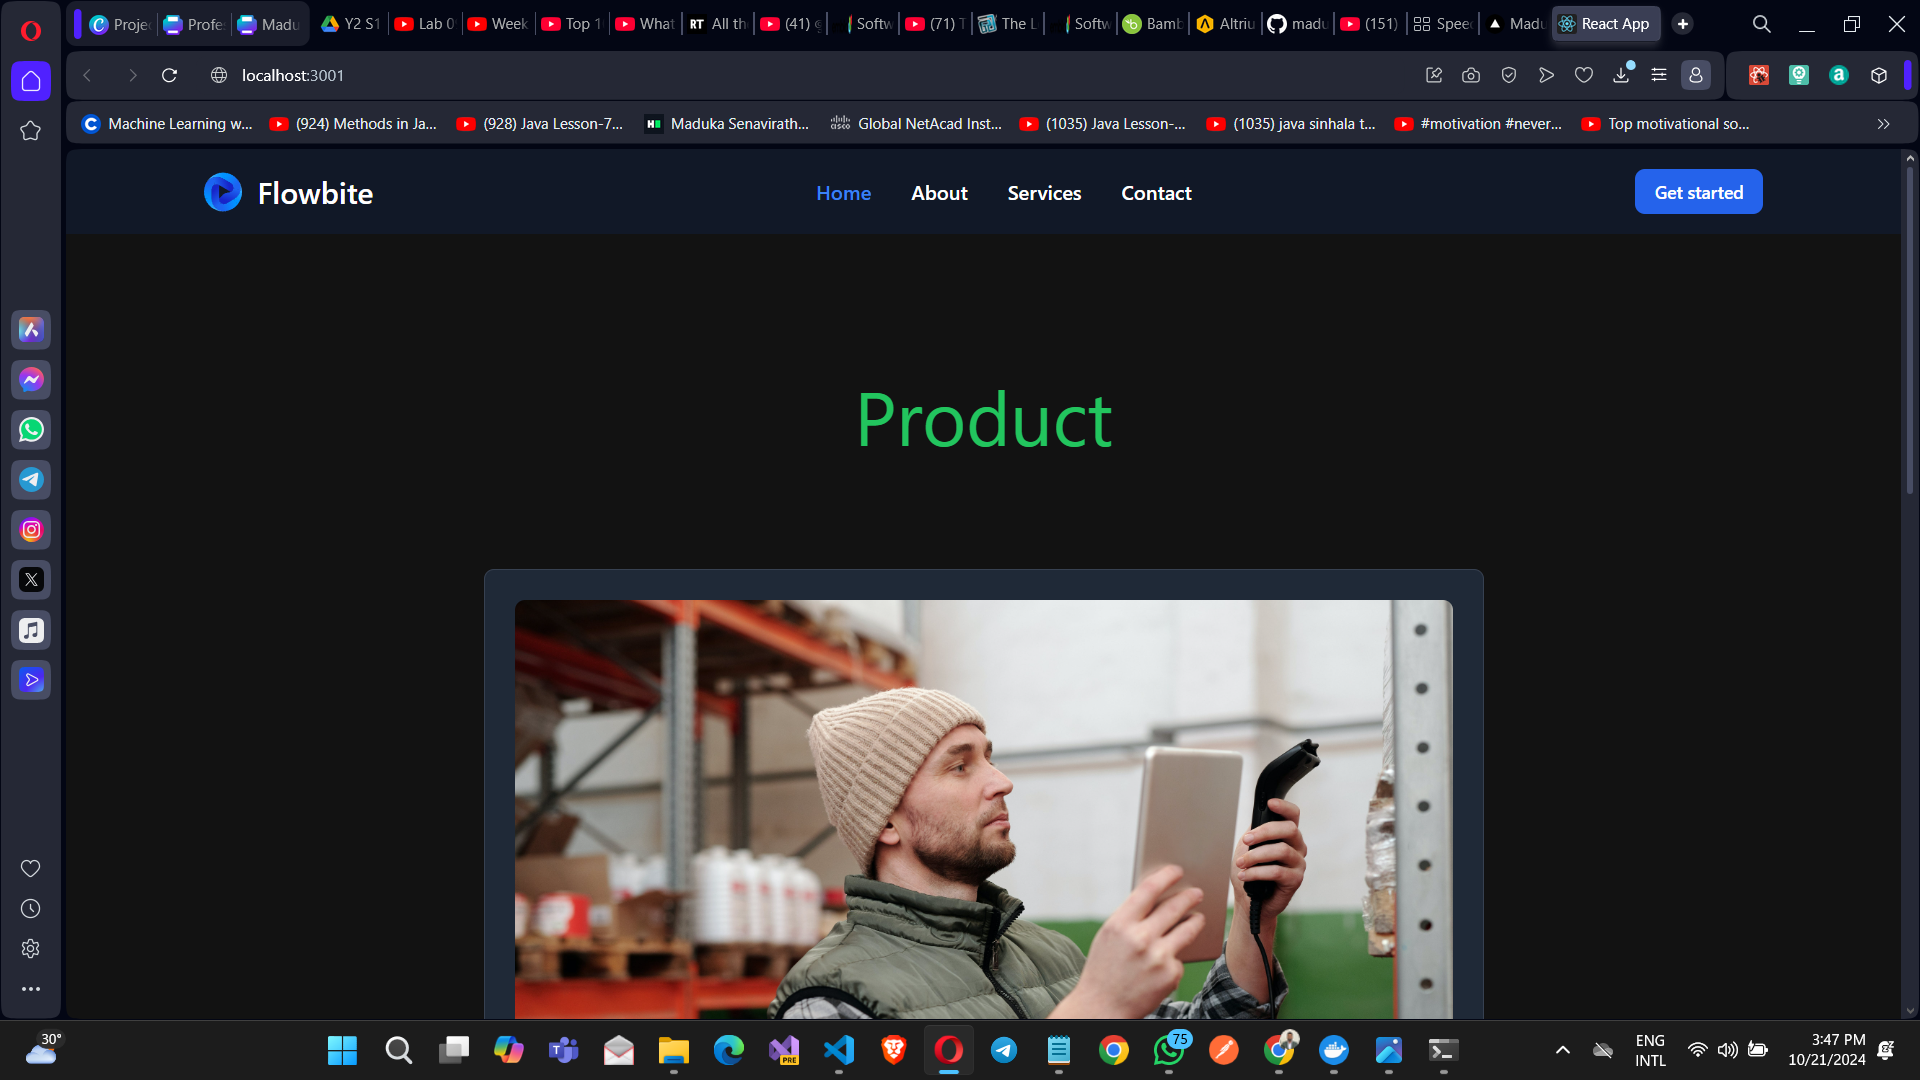 Projec
Profes
Madu
Y2 S1
Lab 0
Week
Top 1
What
RT
All th
(41)
Softw
(71) T
The L
Softw
Bamb
Altriu
madu
(151)
Speed
Madu
React App
localhost:3001
Machine Learning w...
(924) Methods in Ja...
(928) Java Lesson-7...
Maduka Senavirath...
Global NetAcad Inst...
(1035) Java Lesson-...
(1035) java sinhala t...
#motivation #never...
Top motivational so...
Flowbite
Home
About
Services
Contact
Get started
Product
30°
PRE
75
ENG
INTL
3:47 PM
10/21/2024